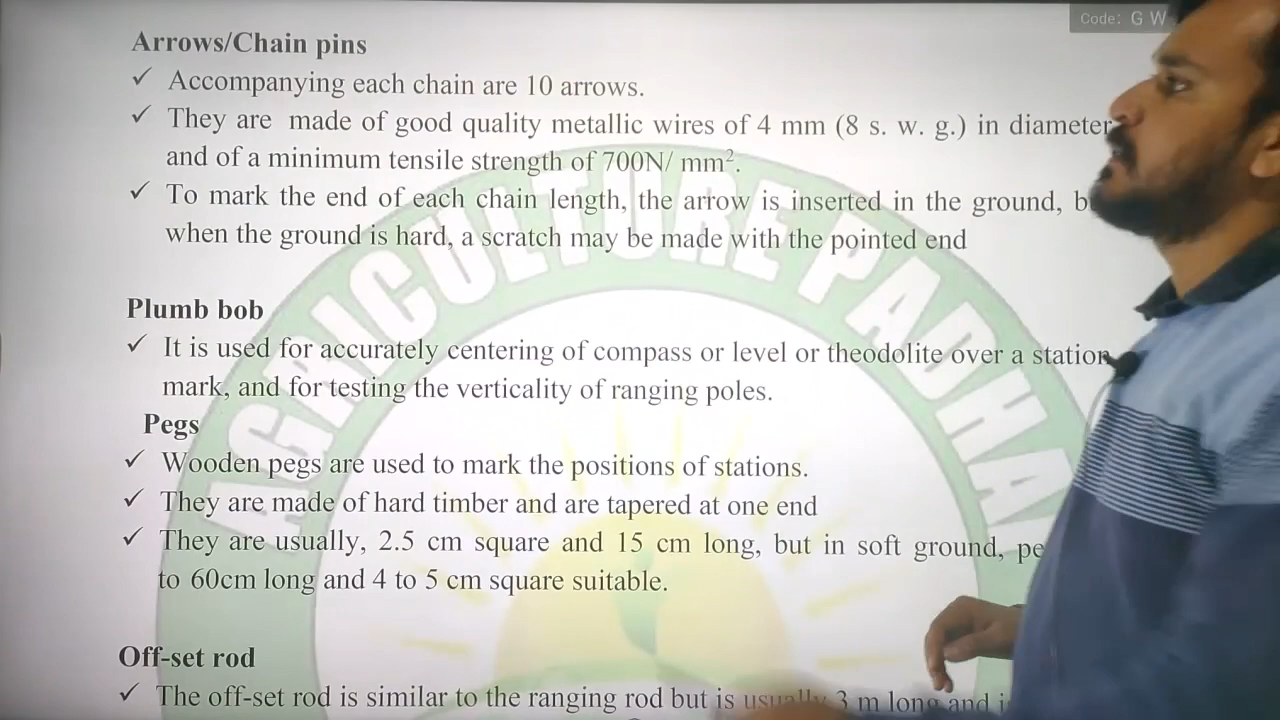 Code: G W
Arrows/Chain pins
✓ Accompanying each chain are 10 arrows.
✓ They are made of good quality metallic wires of 4 mm (8 s. w. g.) in diameter
and of a minimum tensile strength of 700N/ mm².
✓ To mark the end of each chain length, the arrow is inserted in the ground,
when the ground is hard, a scratch may be made with the pointed end
Plumb bob
✓ It is used for accurately centering of compass or level or theodolite over a station
mark, and for testing the verticality of ranging poles.
Pegs
✓ Wooden pegs are used to mark the positions of stations.
✓ They are made of hard timber and are tapered at one end
✓ They are usually, 2.5 cm square and 15 cm long, but in soft ground,
to 60cm long and 4 to 5 cm square suitable.
Off-set rod
✓ The off-set rod is similar to the ranging rod but is usually 3 m long and
AGRICULTURE PADHA